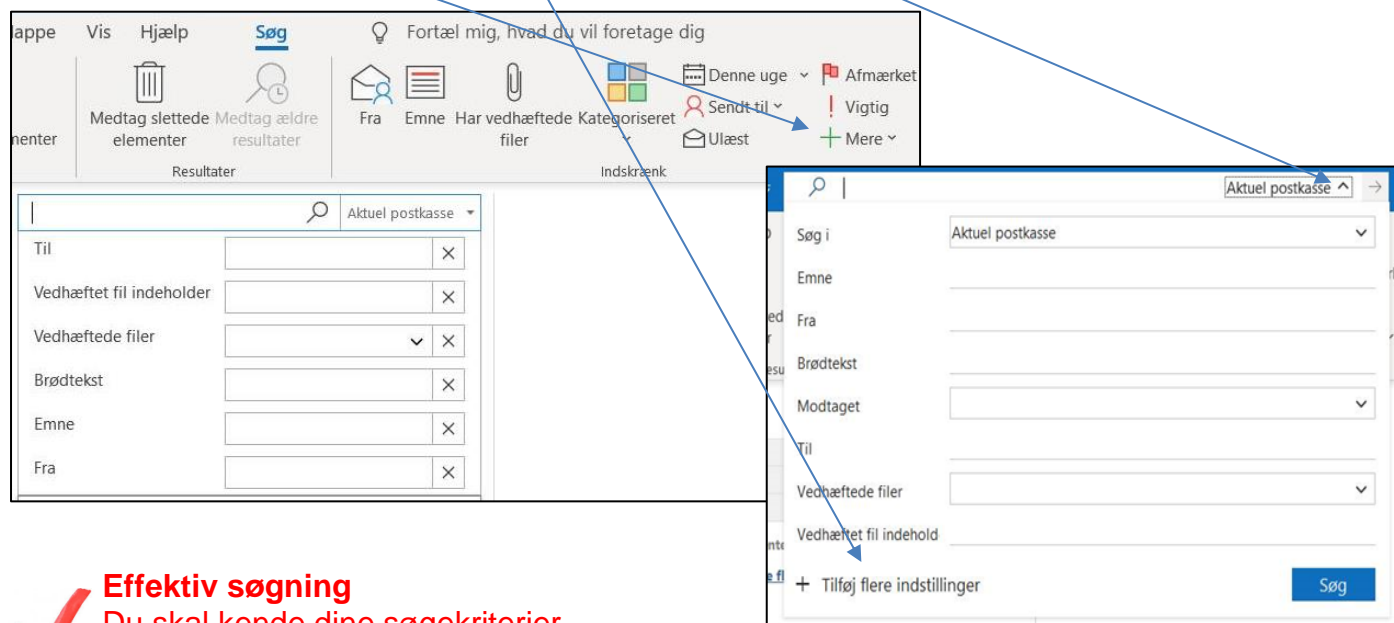 Vis Hjælp Søg Fortæl mig, hvad du vil foretage dig
Medtag slettede elementer
Medtag ældre resultater
Resultater
Fra
Emne
Har vedhæftede filer
Kategoriseret
Denne uge
Sendt til
Ulæst
Afmærket
Vigtig
Mere
Indskrænk
Aktuel postkasse
Til
Vedhæftet fil indeholder
Vedhæftede filer
Brødtekst
Emne
Fra
Aktuel postkasse
Søg i Aktuel postkasse
Emne
Fra
Brødtekst
Modtaget
Til
Vedhæftede filer
Vedhæftet fil indehold
+ Tilføj flere indstillinger Søg
Effektiv søgning
Du skal kende dine søgekriterier